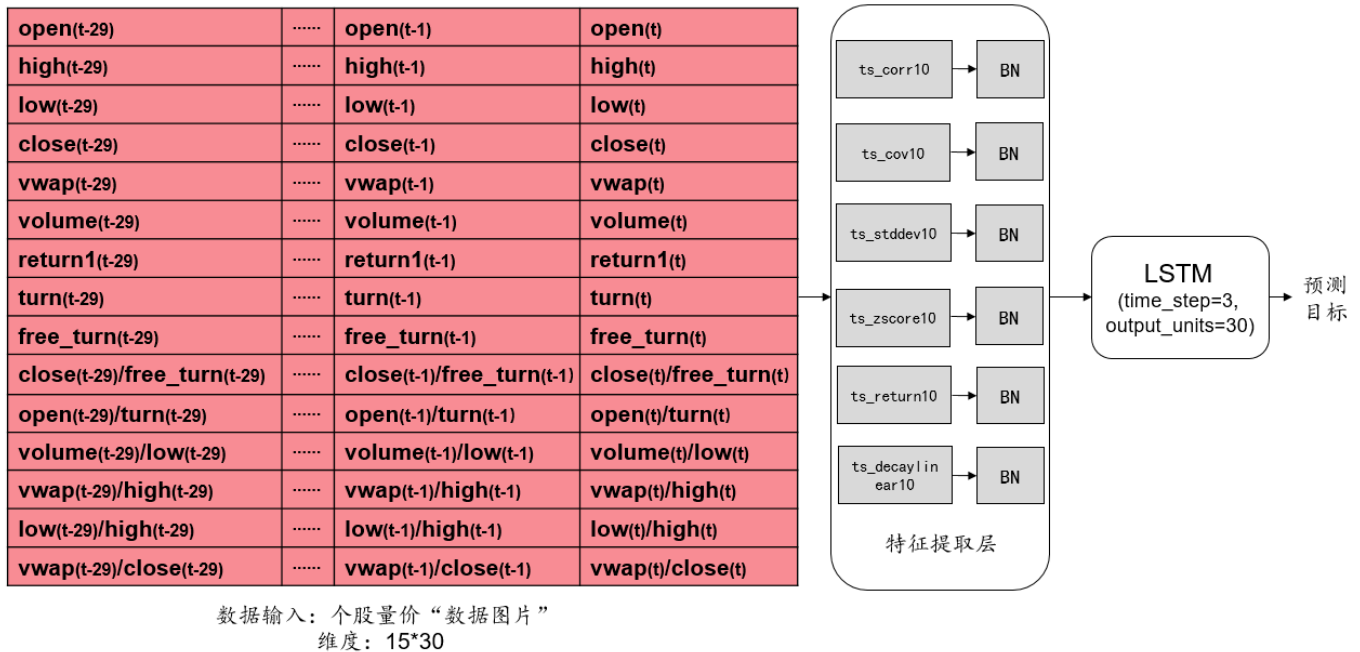 open(t-29) ...... open(t-1) open(t)
high(t-29) ...... high(t-1) high(t)
low(t-29) ...... low(t-1) low(t)
close(t-29) ...... close(t-1) close(t)
vwap(t-29) ...... vwap(t-1) vwap(t)
volume(t-29) ...... volume(t-1) volume(t)
return1(t-29) ...... return1(t-1) return1(t)
turn(t-29) ...... turn(t-1) turn(t)
free_turn(t-29) ...... free_turn(t-1) free_turn(t)
close(t-29)/free_turn(t-29) ...... close(t-1)/free_turn(t-1) close(t)/free_turn(t)
open(t-29)/turn(t-29) ...... open(t-1)/turn(t-1) open(t)/turn(t)
volume(t-29)/low(t-29) ...... volume(t-1)/low(t-1) volume(t)/low(t)
vwap(t-29)/high(t-29) ...... vwap(t-1)/high(t-1) vwap(t)/high(t)
low(t-29)/high(t-29) ...... low(t-1)/high(t-1) low(t)/high(t)
vwap(t-29)/close(t-29) ...... vwap(t-1)/close(t-1) vwap(t)/close(t)
数据输入：个股量价“数据图片”
维度：15*30
ts_corr10 BN
ts_cov10 BN
ts_stddev10 BN
ts_zscore10 BN
ts_return10 BN
ts_decaylin
ear10 BN
特征提取层
LSTM
(time_step=3,
output_units=30)
预测
目标